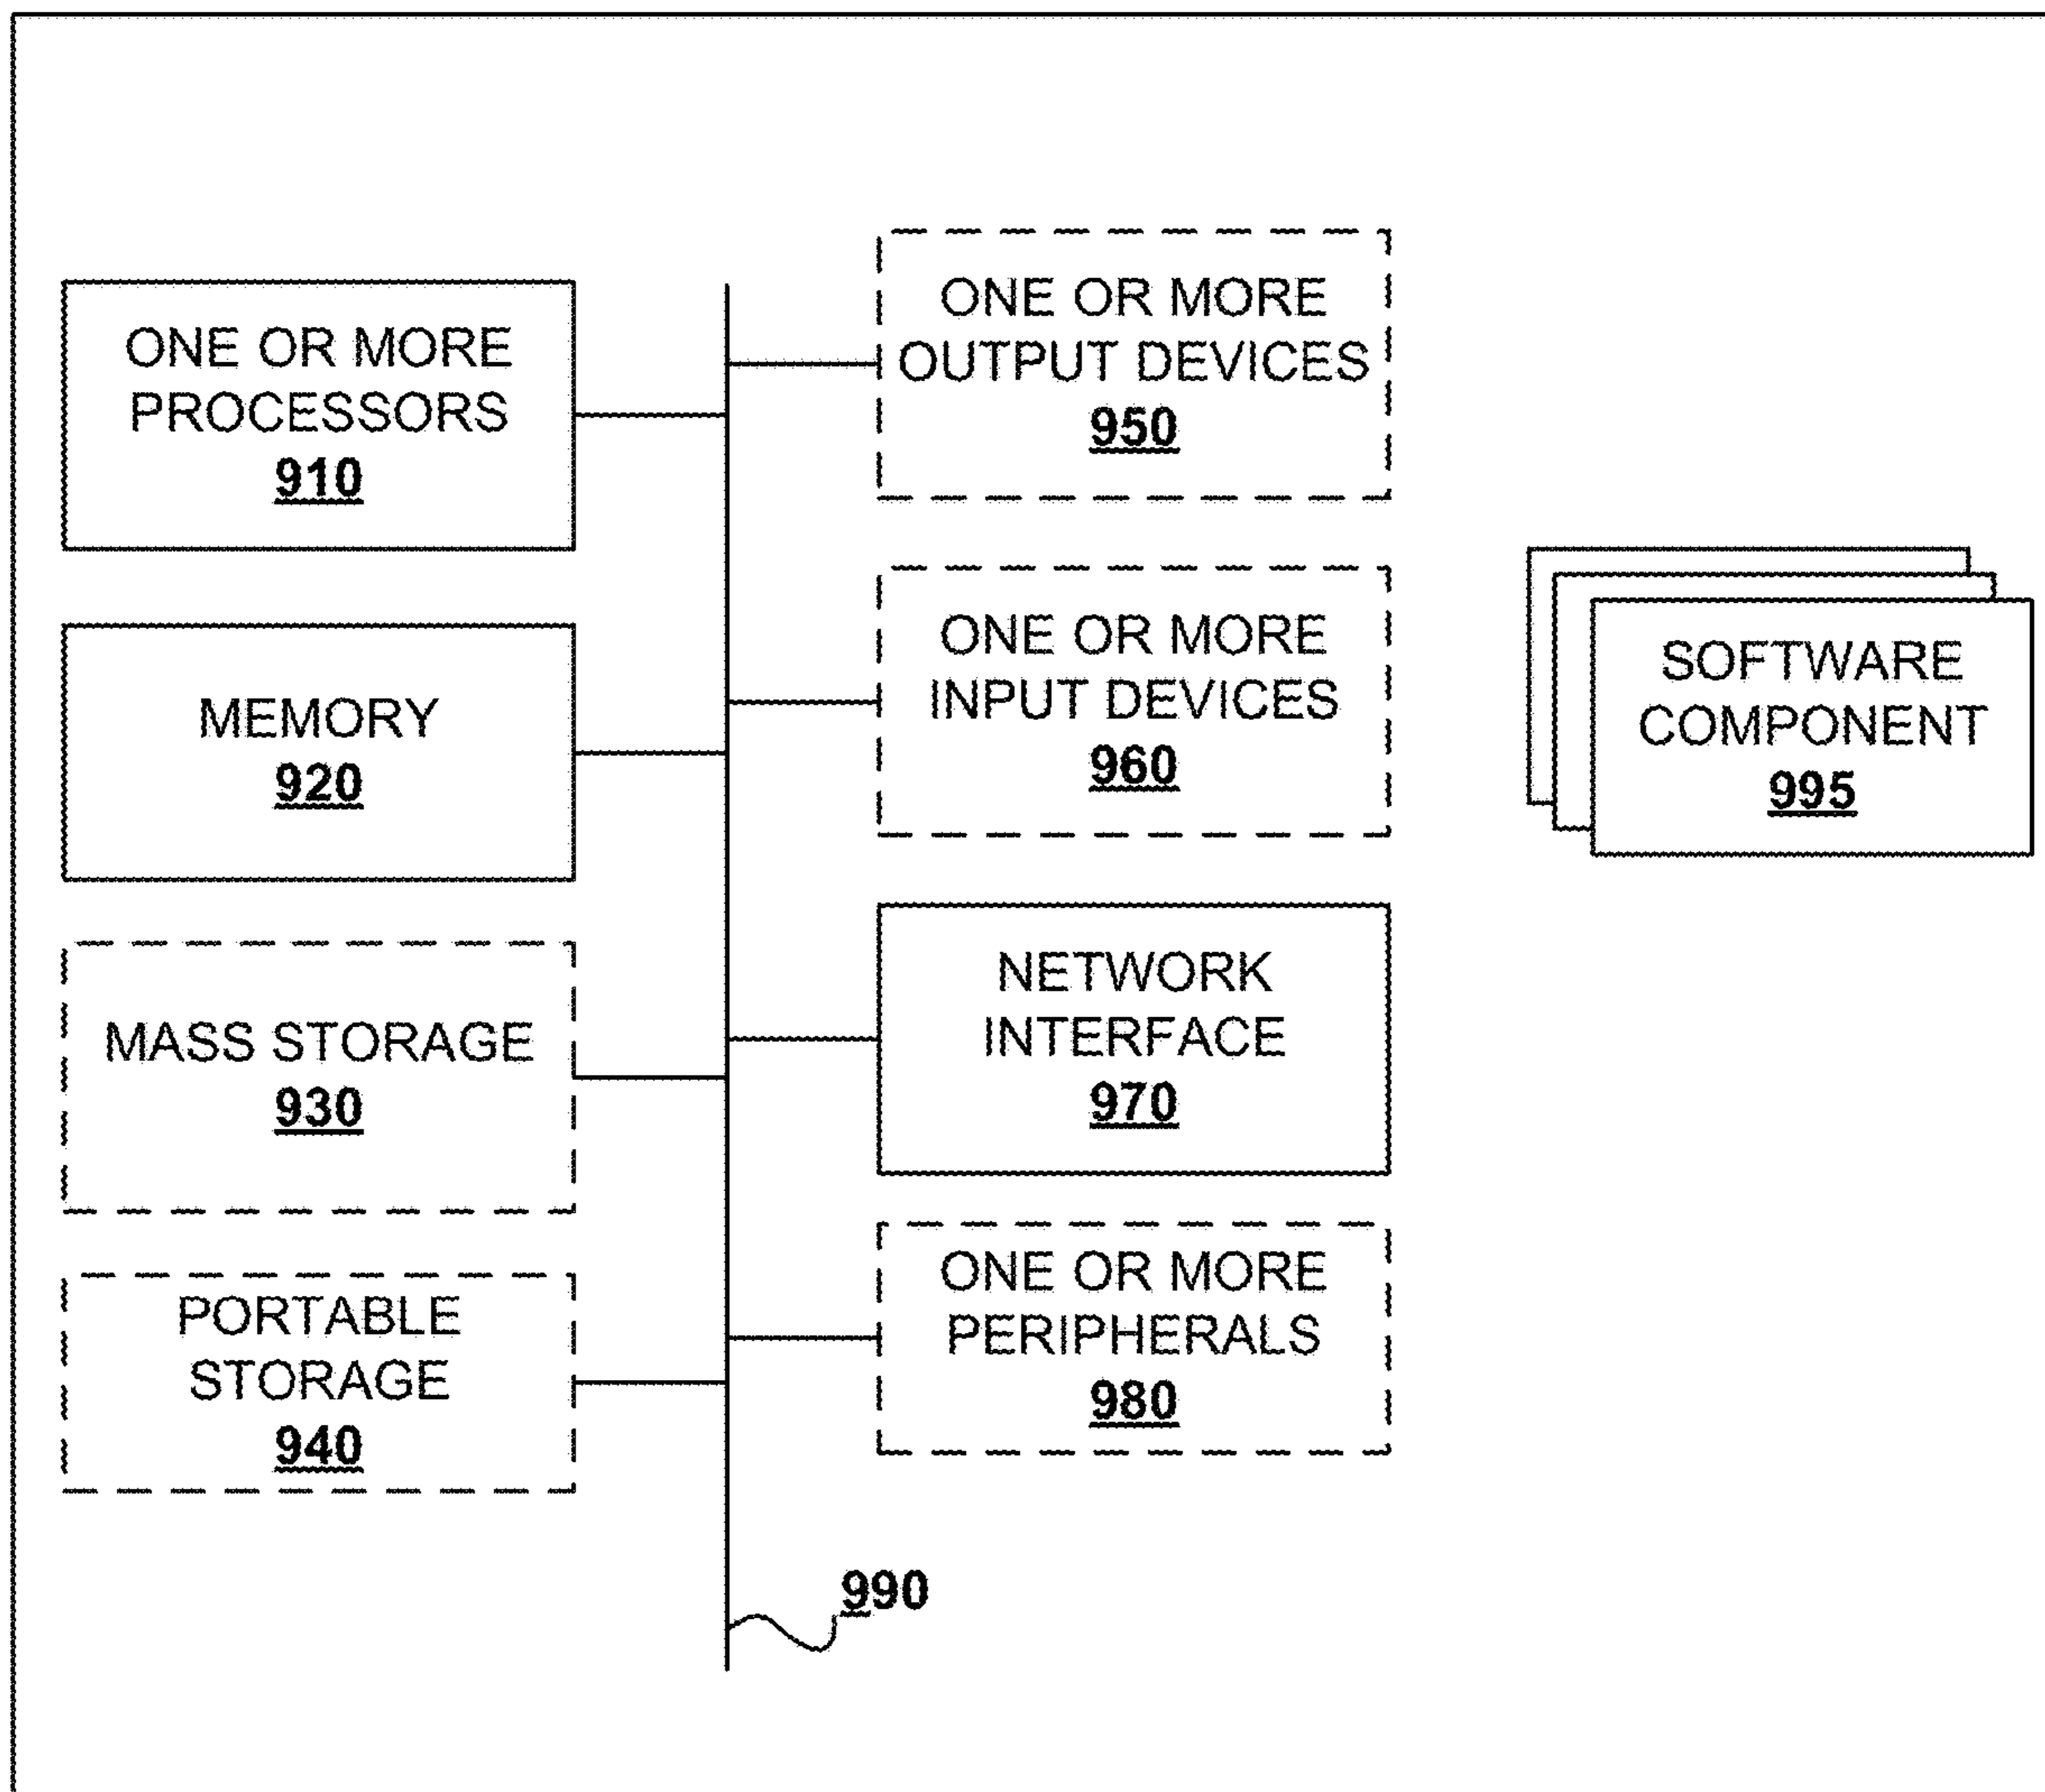 ONE OR MORE
PROCESSORS
910
MEMORY
920
MASS STORAGE
930
PORTABLE
STORAGE
940
ONE OR MORE
OUTPUT DEVICES
950
ONE OR MORE
INPUT DEVICES
960
NETWORK
INTERFACE
970
ONE OR MORE
PERIPHERALS
980
990
SOFTWARE
COMPONENT
995